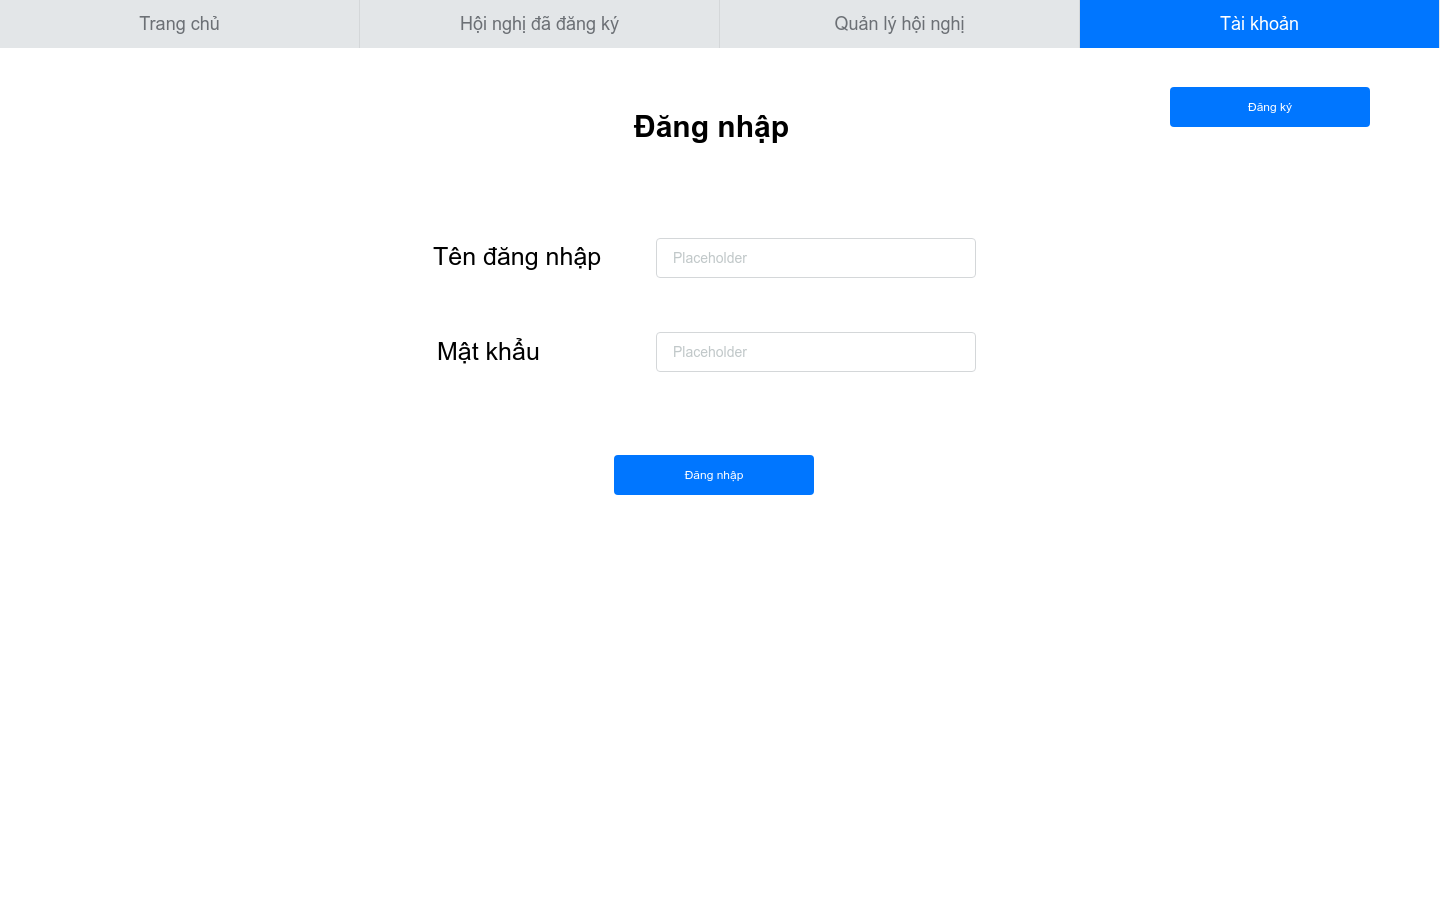 Trang chủ
Hội nghị đã đăng ký
Quản lý hội nghị
Tài khoản
Đăng ký
Đăng nhập
Tên đăng nhập
Placeholder
Mật khẩu
Placeholder
Đăng nhập